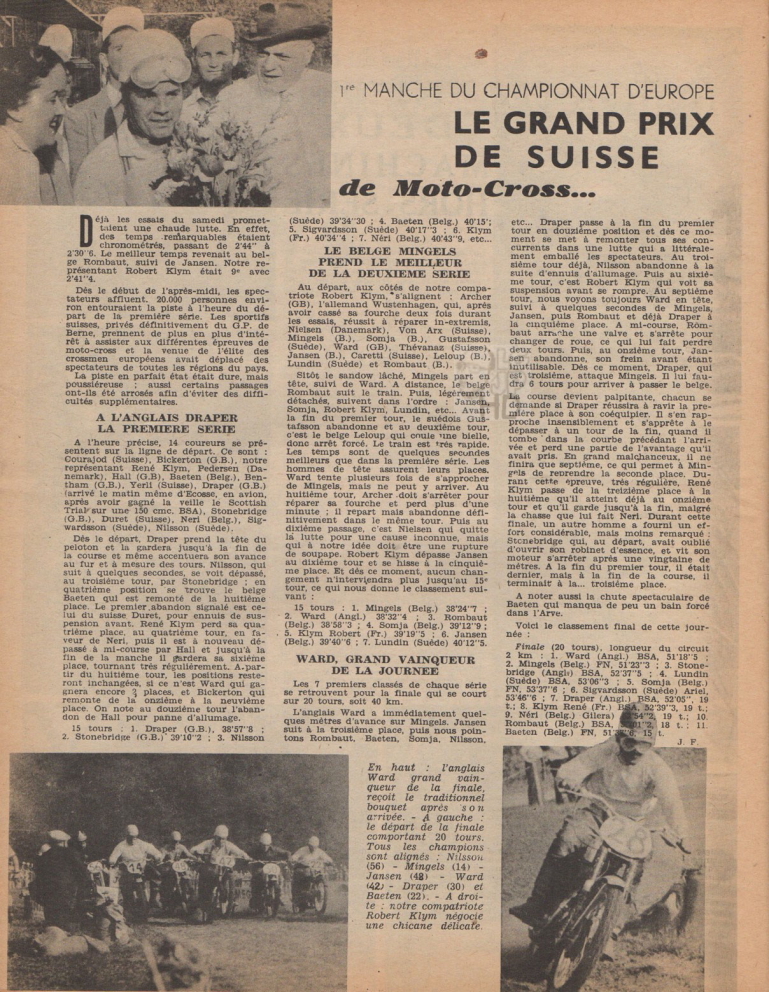 1re MANCHE DU CHAMPIONNAT D'EUROPE
LE GRAND PRIX
DE SUISSE
de Moto-Cross...
Déjà les essais du samedi promet-
taient une chaude lutte. En effet,
des temps remarquables étaient
chronométrés, passant de 2'44" à
2'30"6. Le meilleur temps revenait au bel-
ge Rombaut, suivi de Jansen. Notre re-
présentant Robert Klym était 9e avec
2'41"4.
Dès le début de l'après-midi, les spec-
tateurs affluent. 20.000 personnes envi-
ron entouraient la piste à l'heure du dé-
part de la première série. Les sportifs
suisses, privés définitivement du G.P. de
Berne, prennent de plus en plus d'inté-
rêt à assister aux différentes épreuves de
moto-cross et la venue de l'élite des
crossmen européens avait déplacé des
spectateurs de toutes les régions du pays.
La piste en parfait état était dure, mais
poussiéreuse ; aussi certains passages
ont-ils été arrosés afin d'éviter des diffi-
cultés supplémentaires.
A L'ANGLAIS DRAPER
LA PREMIERE SERIE
A l'heure précise, 14 coureurs se pré-
sentent sur la ligne de départ. Ce sont :
Courajod (Suisse), Bickerton (G.B.), notre
représentant René Klym, Pedersen (Da-
nemark), Hall (G.B.), Baeten (Belg.), Ben-
tham (G.B.), Teril (Suisse), Draper (G.B.)
(arrivé le matin même d'Ecosse, en avion,
après avoir gagné la veille le Scottish
Trial sur une 150 cmc. BSA), Stonebridge
(G.B.), Duret (Suisse), Neri (Belg.), Sig-
wardsson (Suède), Nilsson (Suède).
Dès le départ, Draper prend la tête du
peloton et la gardera jusqu'à la fin de
la course et même accentuera son avance
au fur et à mesure des tours. Nilsson, qui
suit à quelques secondes, se voit dépassé,
au troisième tour, par Stonebridge ; en
quatrième position se trouve le belge
Baeten qui est remonté de la huitième
place. Le premier abandon signalé est ce-
lui du suisse Duret, pour ennuis de sus-
pension avant. René Klym perd sa qua-
trième place, au quatrième tour, en fa-
veur de Neri, puis il est à nouveau dé-
passé à mi-course par Hall et jusqu'à la
fin de la manche il gardera sa sixième
place, tournant très régulièrement. A par-
tir du huitième tour, les positions reste-
ront inchangées, si ce n'est Ward qui ga-
gnera encore 2 places, et Bickerton qui
remonte de la onzième à la neuvième
place. On note au douzième tour l'aban-
don de Hall pour panne d'allumage.
15 tours : 1. Draper (G.B.), 38'57"8 ;
2. Stonebridge (G.B.) 39'10"2 ; 3. Nilsson
(Suède) 39'34"30 ; 4. Baeten (Belg.) 40'15';
5. Sigvardsson (Suède) 40'17"3 ; 6. Klym
(Fr.) 40'34"4 ; 7. Néri (Belg.) 40'43"9, etc...
LE BELGE MINGELS
PREND LE MEILLEUR
DE LA DEUXIEME SERIE
Au départ, aux côtés de notre compa-
triote Robert Klym, s'alignent : Archer
(GB), l'allemand Wustenhagen, qui, après
avoir cassé sa fourche deux fois durant
les essais, réussit à réparer in-extremis,
Nielsen (Danemark), Von Arx (Suisse),
Mingels (B.), Somja (B.), Gustafsson
(Suède), Ward (GB), Thévanaz (Suisse),
Jansen (B.), Caretti (Suisse), Leloup (B.),
Lundin (Suède) et Rombaut (B.).
Sitôt le sandow lâché, Mingels part en
tête, suivi de Ward. A distance, le belge
Rombaut suit le train. Puis, légèrement
détachés, suivent dans l'ordre : Jansen,
Somja, Robert Klym, Lundin, etc... Avant
la fin du premier tour, le suédois Gus-
tafsson abandonne et au deuxième tour,
c'est le belge Leloup qui coule une bielle,
donc arrêt forcé. Le train est très rapide.
Les temps sont de quelques secondes
meilleurs que dans la première série. Les
hommes de tête assurent leurs places.
Ward tente plusieurs fois de s'approcher
de Mingels, mais ne peut y arriver. Au
huitième tour, Archer doit s'arrêter pour
réparer sa fourche et perd plus d'une
minute ; il repart mais abandonne défi-
nitivement dans le même tour. Puis au
dixième passage, c'est Nielsen qui quitte
la lutte pour une cause inconnue, mais
qui à notre idée doit être une rupture
de soupape. Robert Klym dépasse Jansen
au dixième tour et se hisse à la cinquiè-
me place. Et dès ce moment, aucun chan-
gement n'interviendra plus jusqu'au 15e
tour, ce qui nous donne le classement sui-
vant :
15 tours : 1. Mingels (Belg.) 38'24"7 ;
2. Ward (Angl.) 38'32"4 ; 3. Rombaut
(Belg.) 38'58"3 ; 4. Somja (Belg.) 39'12"9 ;
5. Klym Robert (Fr.) 39'19"5 ; 6. Jansen
(Belg.) 39'40"6 ; 7. Lundin (Suède) 40'12"5.
WARD, GRAND VAINQUEUR
DE LA JOURNEE
Les 7 premiers classés de chaque série
se retrouvent pour la finale qui se court
sur 20 tours, soit 40 km.
L'anglais Ward a immédiatement quel-
ques mètres d'avance sur Mingels. Jansen
suit à la troisième place, puis nous poin-
tons Rombaut, Baeten, Somja, Nilsson,
etc... Draper passe à la fin du premier
tour en douzième position et dès ce mo-
ment se met à remonter tous ses con-
currents dans une lutte qui a littérale-
ment emballé les spectateurs. Au troi-
sième tour déjà, Nilsson abandonne à la
suite d'ennuis d'allumage. Puis au sixiè-
me tour, c'est Robert Klym qui voit sa
suspension avant se rompre. Au septième
tour, nous voyons toujours Ward en tête,
suivi à quelques secondes de Mingels,
Jansen, puis Rombaut et déjà Draper à
la cinquième place. A mi-course, Rom-
baut arrache une valve et s'arrête pour
changer de roue, ce qui lui fait perdre
deux tours. Puis, au onzième tour, Jan-
sen abandonne, son frein avant étant
inutilisable. Dès ce moment, Draper, qui
est troisième, attaque Mingels. Il lui fau-
dra 6 tours pour arriver à passer le belge.
La course devient palpitante, chacun se
demande si Draper réussira à ravir la pre-
mière place à son coéquipier. Il s'en rap-
proche insensiblement et s'apprête à le
dépasser à un tour de la fin, quand il
tombe dans la courbe précédant l'arri-
vée et perd une partie de l'avantage qu'il
avait pris. En grand malchanceux, il ne
finira que septième, ce qui permet à Min-
gels de reprendre la seconde place. Du-
rant cette épreuve, très régulière, René
Klym passe de la treizième place à la
huitième qu'il atteint déjà au onzième
tour et qu'il garde jusqu'à la fin, malgré
la chasse que lui fait Neri. Durant cette
finale, un autre homme a fourni un ef-
fort considérable, mais moins remarqué :
Stonebridge qui, au départ, avait oublié
d'ouvrir son robinet d'essence, et vit son
moteur s'arrêter après une vingtaine de
mètres. A la fin du premier tour, il était
dernier, mais à la fin de la course, il
terminait à la... troisième place.
A noter aussi la chute spectaculaire de
Baeten qui manqua de peu un bain forcé
dans l'Arve.
Voici le classement final de cette jour-
née :
Finale (20 tours), longueur du circuit
2 km : 1. Ward (Angl.) BSA, 51'18"5 ;
2. Mingels (Belg.) FN, 51'23"3 ; 3. Stone-
bridge (Angl.) BSA, 52'37"5 ; 4. Lundin
(Suède) BSA, 53'06"3 ; 5. Somja (Belg.)
FN, 53'37"6 ; 6. Sigvardsson (Suède) Ariel,
53'46"6 ; 7. Draper (Angl.) BSA, 52'05", 19
t.; 8. Klym René (Fr.) BSA, 52'39"3, 19 t.;
9. Néri (Belg.) Gilera) 19 t.; 10.
Rombaut (Belg.) BSA, 18 t. ; 11.
Baeten (Belg.) FN, 15 t.
J. F.
En haut : l'anglais
Ward grand vain-
queur de la finale,
reçoit le traditionnel
bouquet après son
arrivée. - A gauche :
le départ de la finale
comportant 20 tours.
Tous les champions
sont alignés : Nilsson
(56) - Mingels (14) -
Jansen (48) - Ward
(42) - Draper (30) et
Baeten (22). - A droi-
te : notre compatriote
Robert Klym négocie
une chicane délicate.